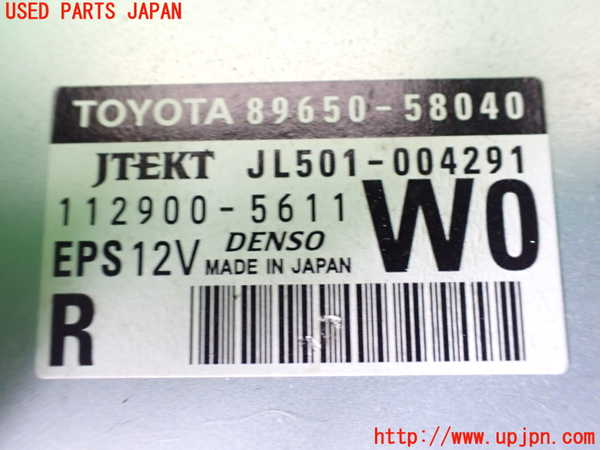 USED PARTS JAPAN
TOYOTA 89650-58040
JTEKT JL501-004291
112900-5611 W0
EPS 12V DENSO MADE IN JAPAN
R
UPJ
http://www.upjpn.com/